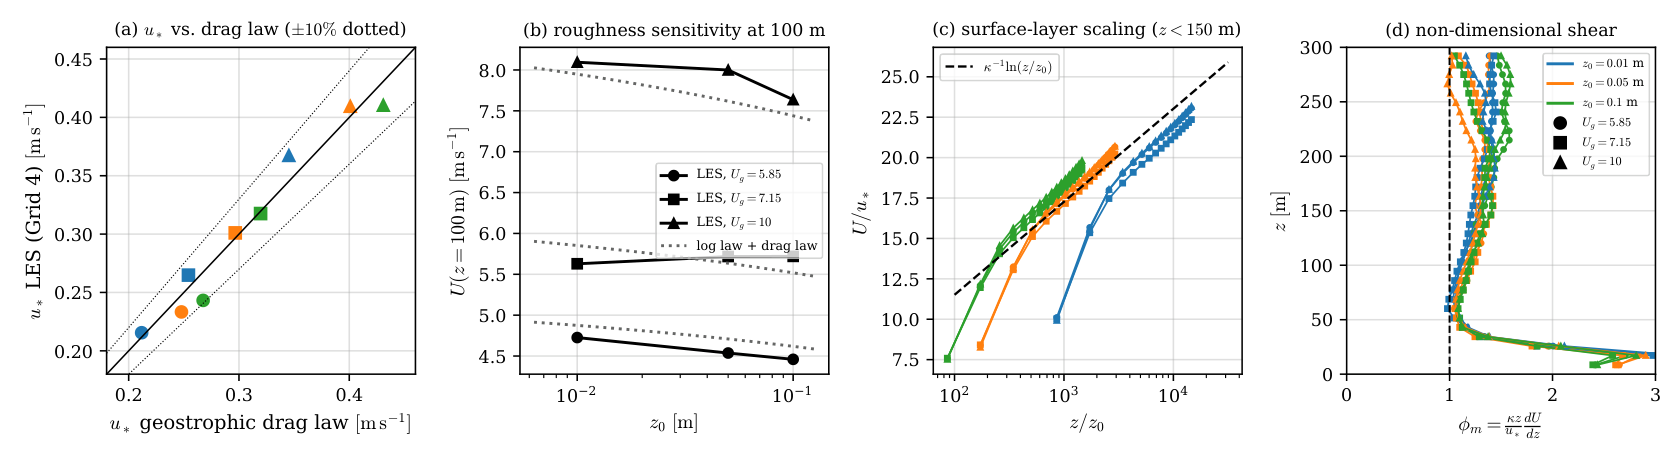 (a) u* vs. drag law (±10% dotted)
0.45
0.40
0.35
0.30
0.25
0.20
0.2 0.3 0.4
u* LES (Grid 4) [m s⁻¹]
u* geostrophic drag law [m s⁻¹]
(b) roughness sensitivity at 100 m
8.0
7.5
7.0
6.5
6.0
5.5
5.0
4.5
10⁻² 10⁻¹
U(z = 100 m) [m s⁻¹]
z₀ [m]
LES, U_g = 5.85
LES, U_g = 7.15
LES, U_g = 10
log law + drag law
(c) surface-layer scaling (z < 150 m)
κ⁻¹ln(z/z₀)
25.0
22.5
20.0
17.5
15.0
12.5
10.0
7.5
10² 10³ 10⁴
U/u*
z/z₀
(d) non-dimensional shear
300
250
200
150
100
50
0
0 1 2 3
z [m]
ϕₘ = κz/u* dU/dz
z₀ = 0.01 m
z₀ = 0.05 m
z₀ = 0.1 m
U_g = 5.85
U_g = 7.15
U_g = 10